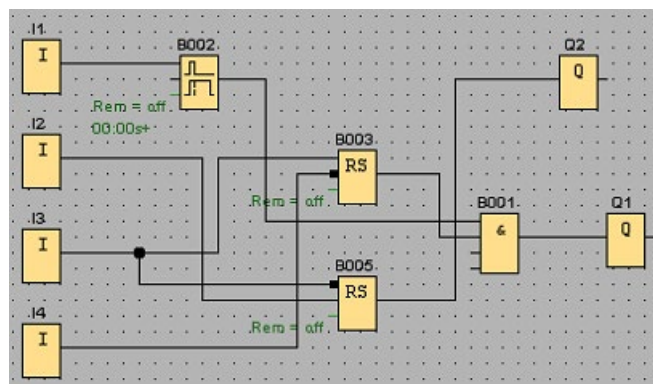 I1
I
B002
Rem = off
00:00s+
I2
I
B003
RS
Rem = off
I3
I
B005
RS
Rem = off
I4
I
B001
&
Q2
Q
Q1
Q